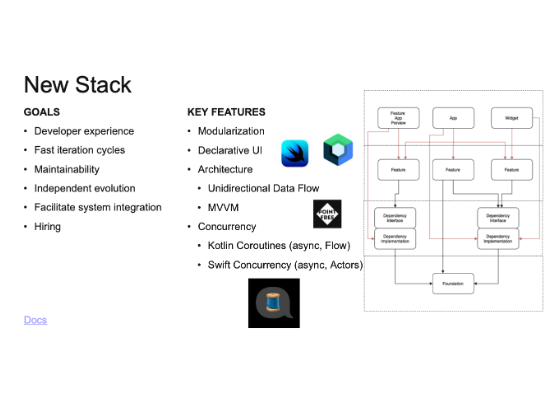 New Stack
GOALS
• Developer experience
• Fast iteration cycles
• Maintainability
• Independent evolution
• Facilitate system integration
• Hiring
Docs
KEY FEATURES
• Modularization
• Declarative UI
• Architecture
• Unidirectional Data Flow
• MVVM
• Concurrency
• Kotlin Coroutines (async, Flow)
• Swift Concurrency (async, Actors)
POINT
FREE
Feature
App
Preview
App
Widget
Feature
Feature
Feature
Dependency
Interface
Dependency
Implementation
Dependency
Interface
Dependency
Implementation
Foundation